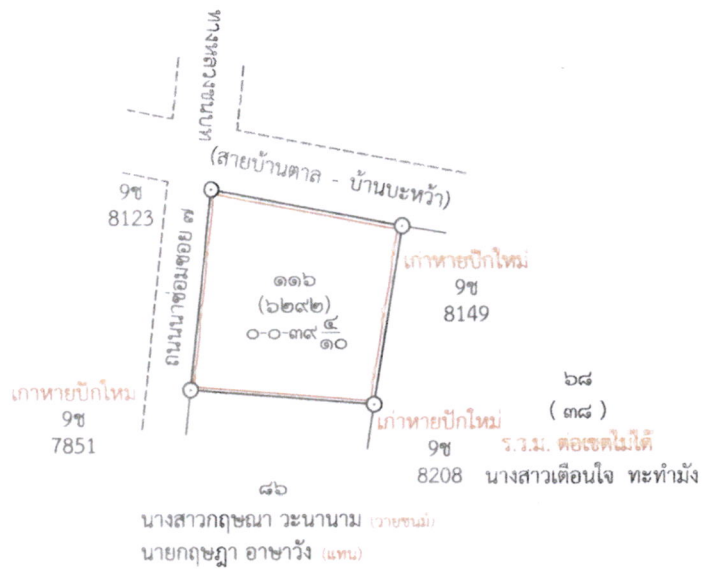 ทางหลวงชนบท
(สายบ้านตาล - บ้านบะหว้า)
9ช
8123
ถนนนาซ่อมซอย ๗
๑๑๖
(๖๒๙๒)
๐-๐-๓๙ ๔/๑๐
เก่าหายปักใหม่
9ช
8149
เก่าหายปักใหม่
9ช
7851
เก่าหายปักใหม่
9ช
8208
๖๘
( ๓๘ )
ร.ว.ม. ต่อเขตไม่ได้
นางสาวเตือนใจ ทะทำมัง
๘๖
นางสาวกฤษณา วะนานาม (วายชนม์)
นายกฤษฎา อาษาวัง (แทน)